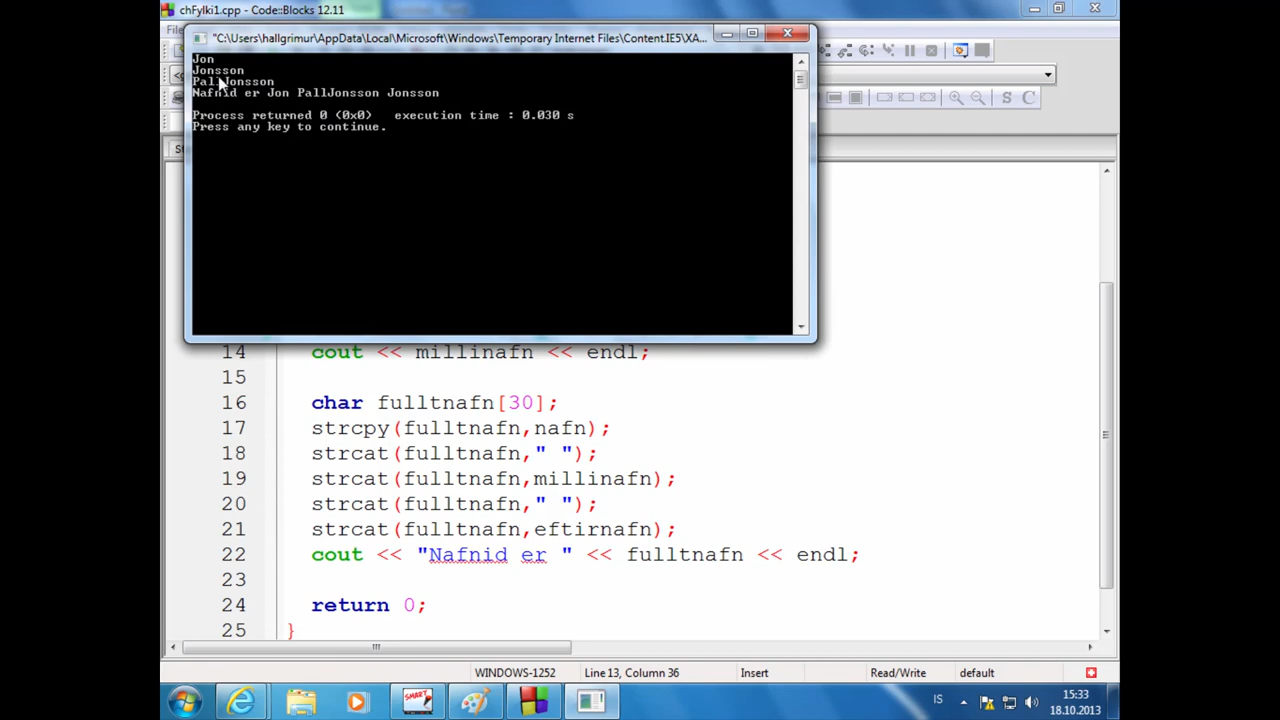 chFylki1.cpp - Code::Blocks 12.11
"C:\Users\hallgrimur\AppData\Local\Microsoft\Windows\Temporary Internet Files\Content.IE5\XA...
Jon
Jonsson
PallJonsson
Nafnid er Jon PallJonsson Jonsson
Process returned 0 (0x0)   execution time : 0.030 s
Press any key to continue.
S C
14 cout << millinafn << endl;
15
16 char fulltnafn[30];
17 strcpy(fulltnafn,nafn);
18 strcat(fulltnafn," ");
19 strcat(fulltnafn,millinafn);
20 strcat(fulltnafn," ");
21 strcat(fulltnafn,eftirnafn);
22 cout << "Nafnid er " << fulltnafn << endl;
23
24 return 0;
25 }
WINDOWS-1252 Line 13, Column 36 Insert Read/Write default
SMART IS 15:33
18.10.2013